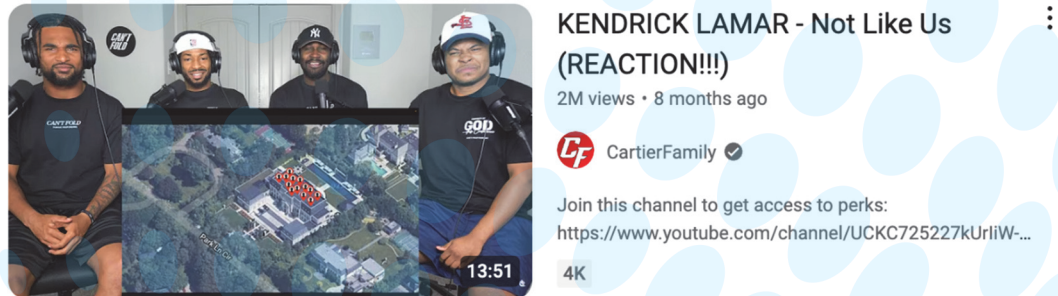 CAN'T
FOLD
CAN'T FOLD
GOD
13:51
KENDRICK LAMAR - Not Like Us
(REACTION!!!)
2M views • 8 months ago
CF
CartierFamily
Join this channel to get access to perks:
https://www.youtube.com/channel/UCKC725227kUrIiW-...
4K